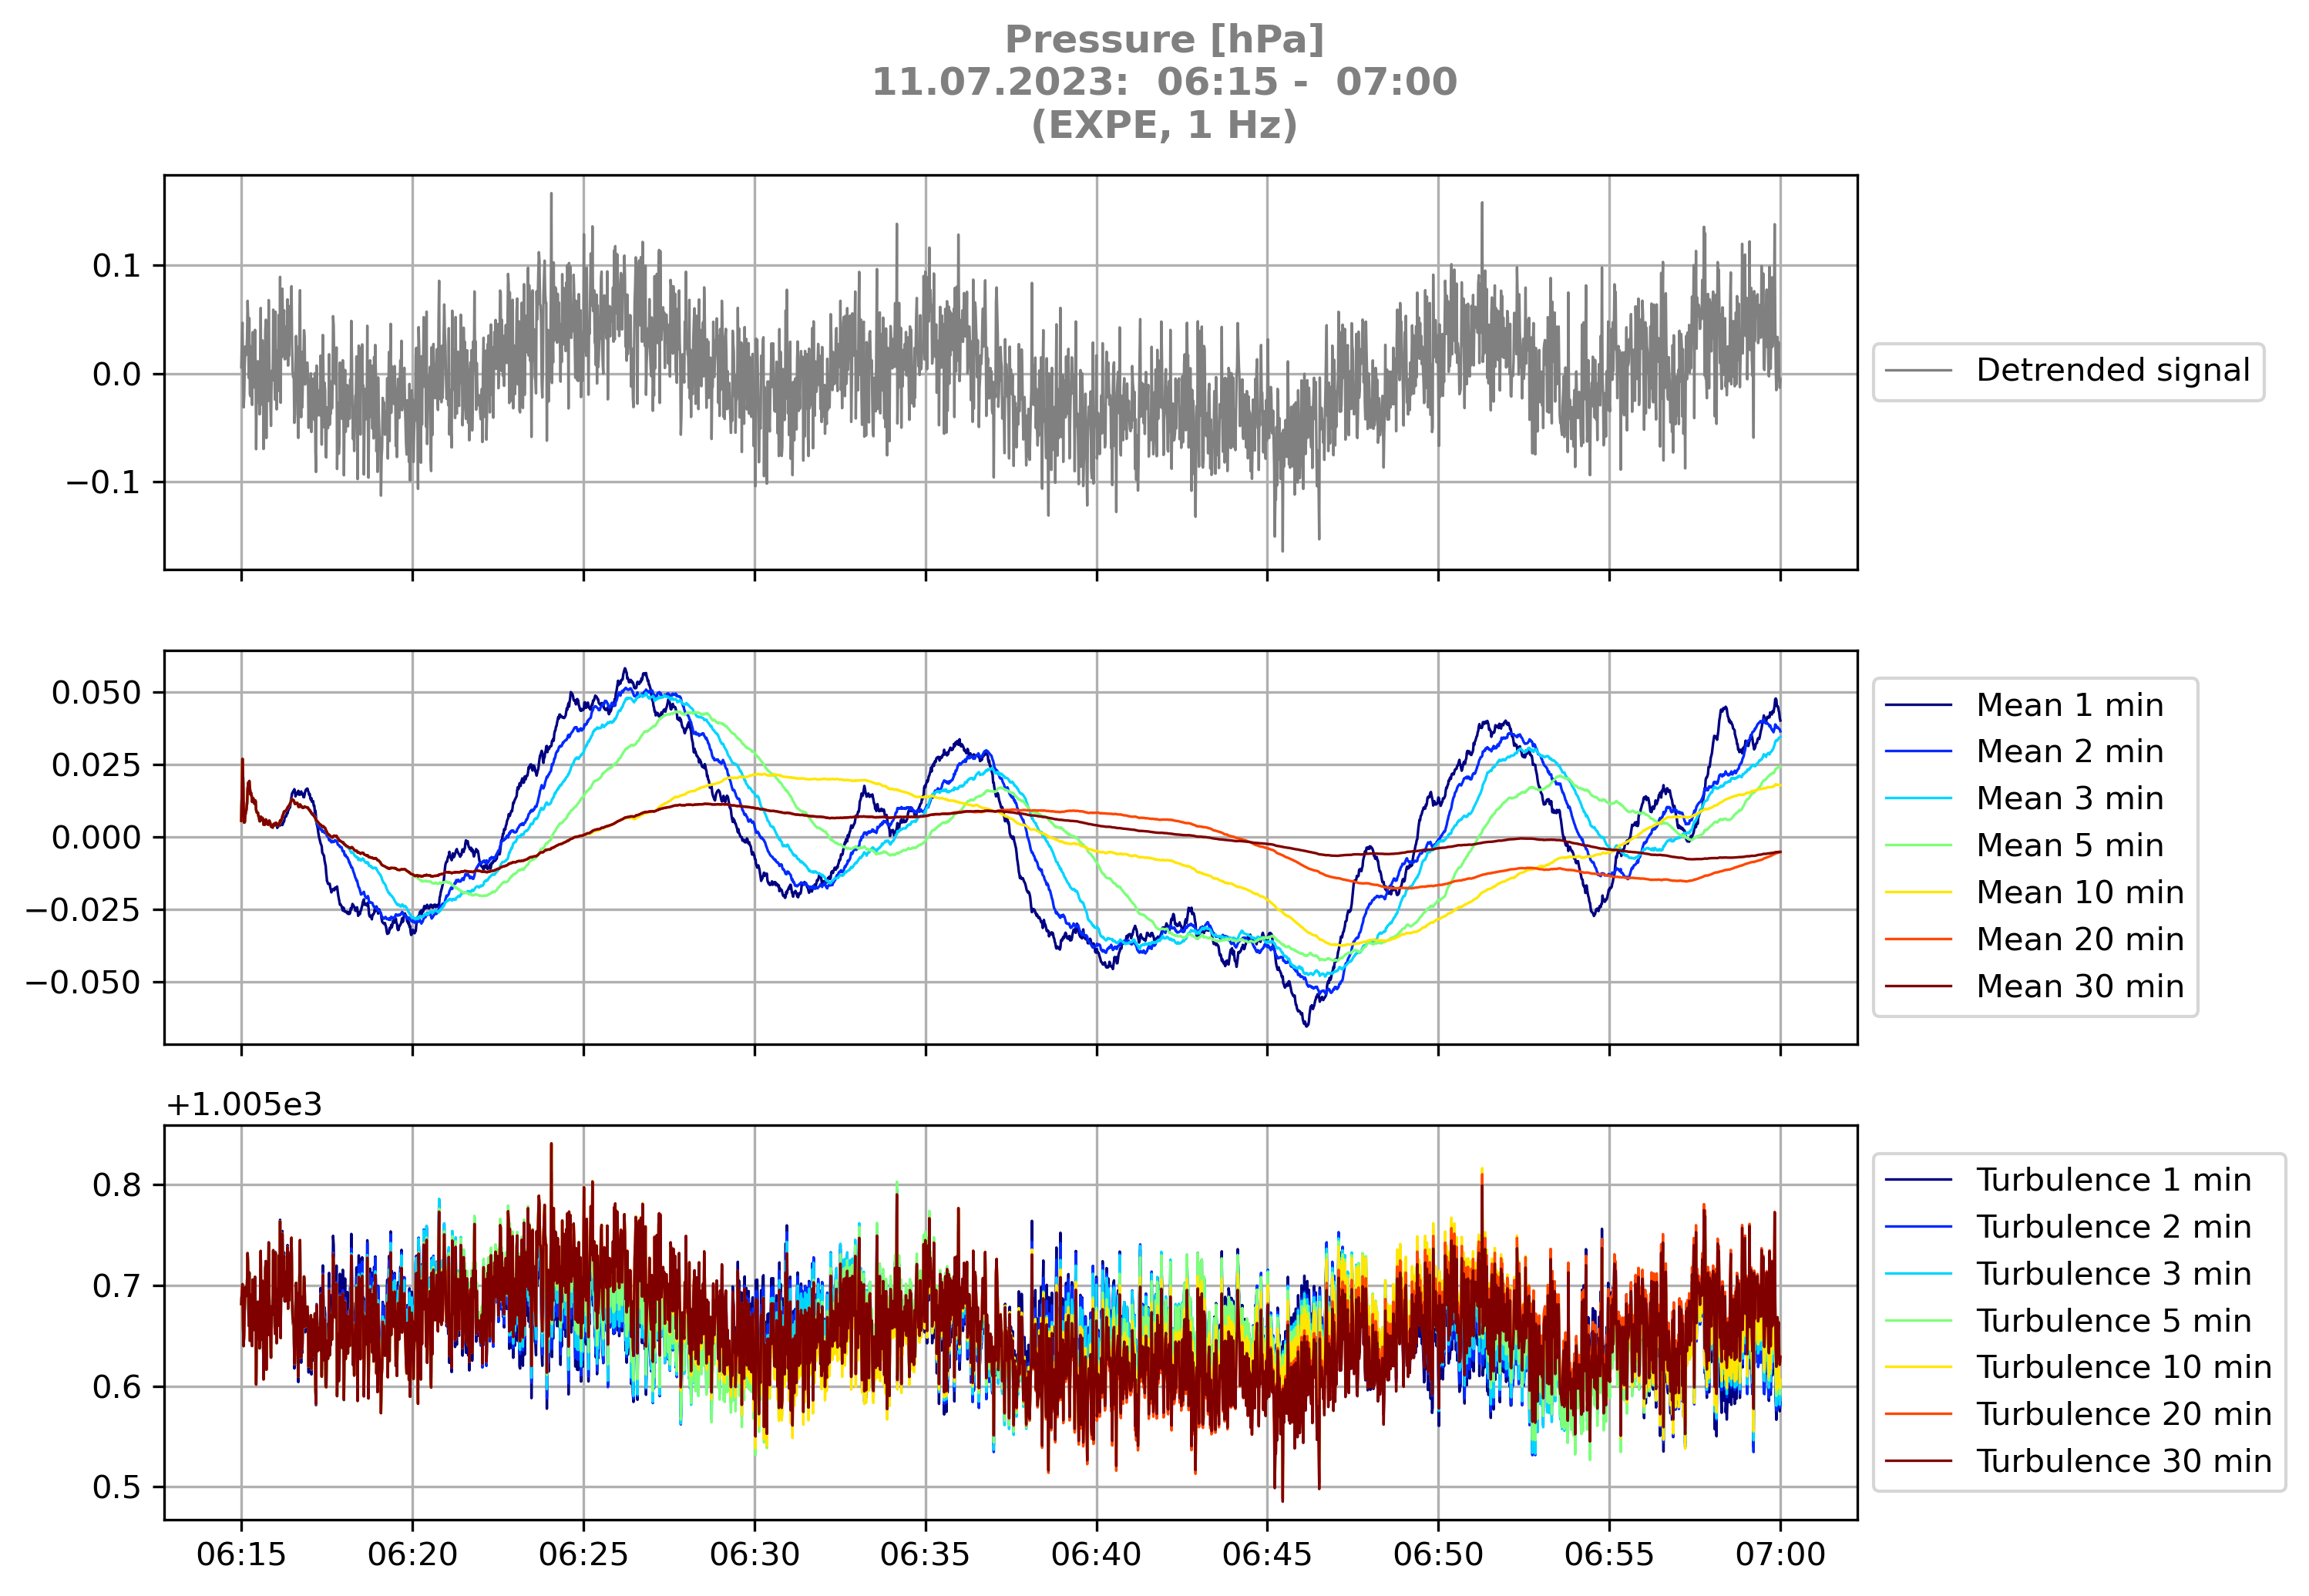 Pressure [hPa]
11.07.2023:  06:15 -  07:00
(EXPE, 1 Hz)
0.1
0.0
−0.1
Detrended signal
0.050
0.025
0.000
−0.025
−0.050
Mean 1 min
Mean 2 min
Mean 3 min
Mean 5 min
Mean 10 min
Mean 20 min
Mean 30 min
+1.005e3
0.8
0.7
0.6
0.5
Turbulence 1 min
Turbulence 2 min
Turbulence 3 min
Turbulence 5 min
Turbulence 10 min
Turbulence 20 min
Turbulence 30 min
06:15 06:20 06:25 06:30 06:35 06:40 06:45 06:50 06:55 07:00